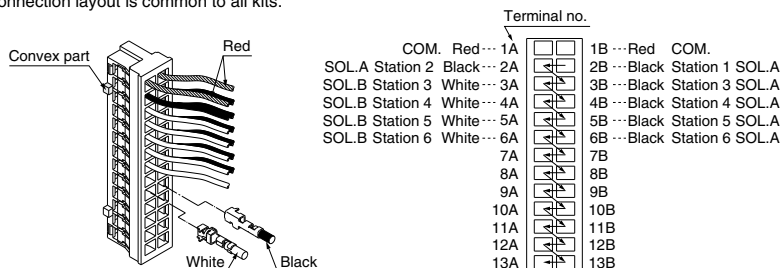 onnection layout is common to all kits.
Convex part
Red
White
Black
Terminal no.
COM. Red--- 1A 1B ---Red COM.
SOL.A Station 2 Black--- 2A 2B ---Black Station 1 SOL.A
SOL.B Station 3 White--- 3A 3B ---Black Station 3 SOL.A
SOL.B Station 4 White--- 4A 4B ---Black Station 4 SOL.A
SOL.B Station 5 White--- 5A 5B ---Black Station 5 SOL.A
SOL.B Station 6 White--- 6A 6B ---Black Station 6 SOL.A
7A 7B
8A 8B
9A 9B
10A 10B
11A 11B
12A 12B
13A 13B